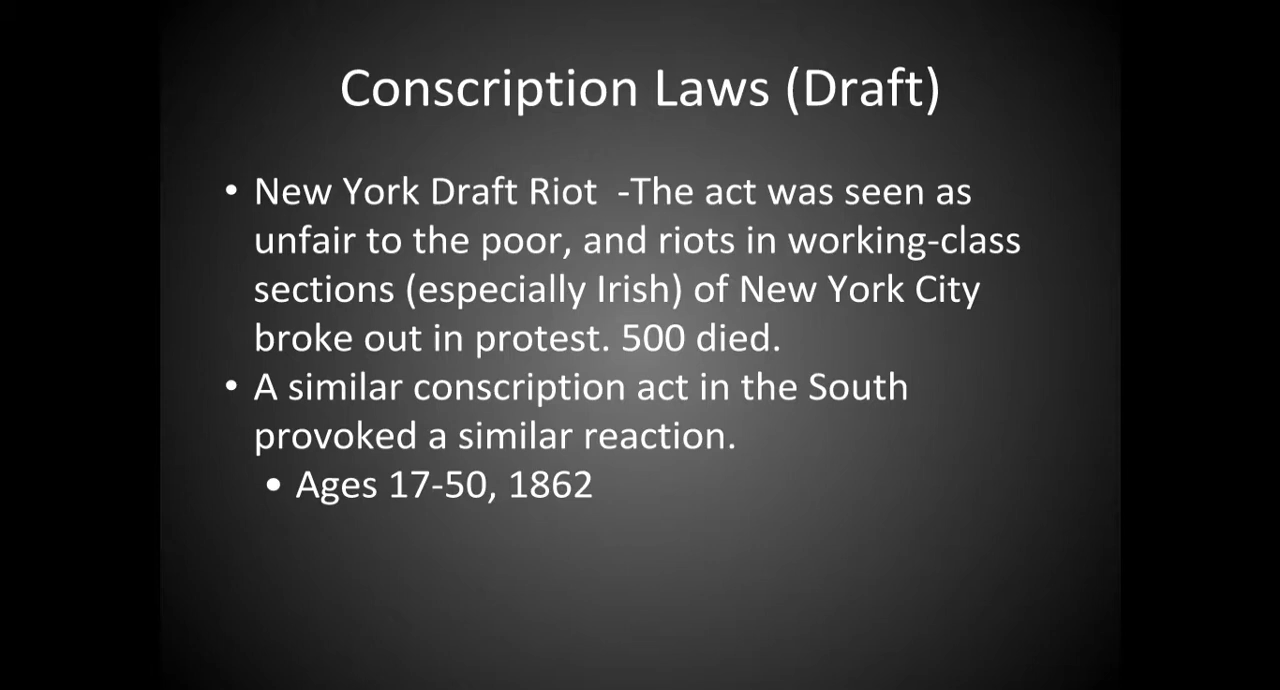 Conscription Laws (Draft)
• New York Draft Riot  -The act was seen as
unfair to the poor, and riots in working-class
sections (especially Irish) of New York City
broke out in protest. 500 died.
• A similar conscription act in the South
provoked a similar reaction.
• Ages 17-50, 1862